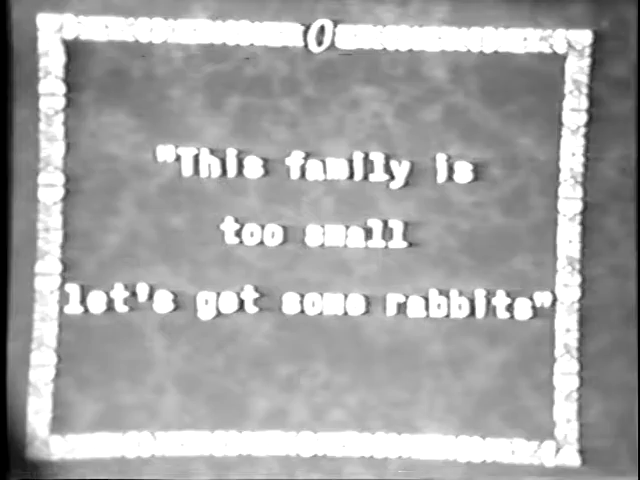 O
"This family is
too small
let's get some rabbits"